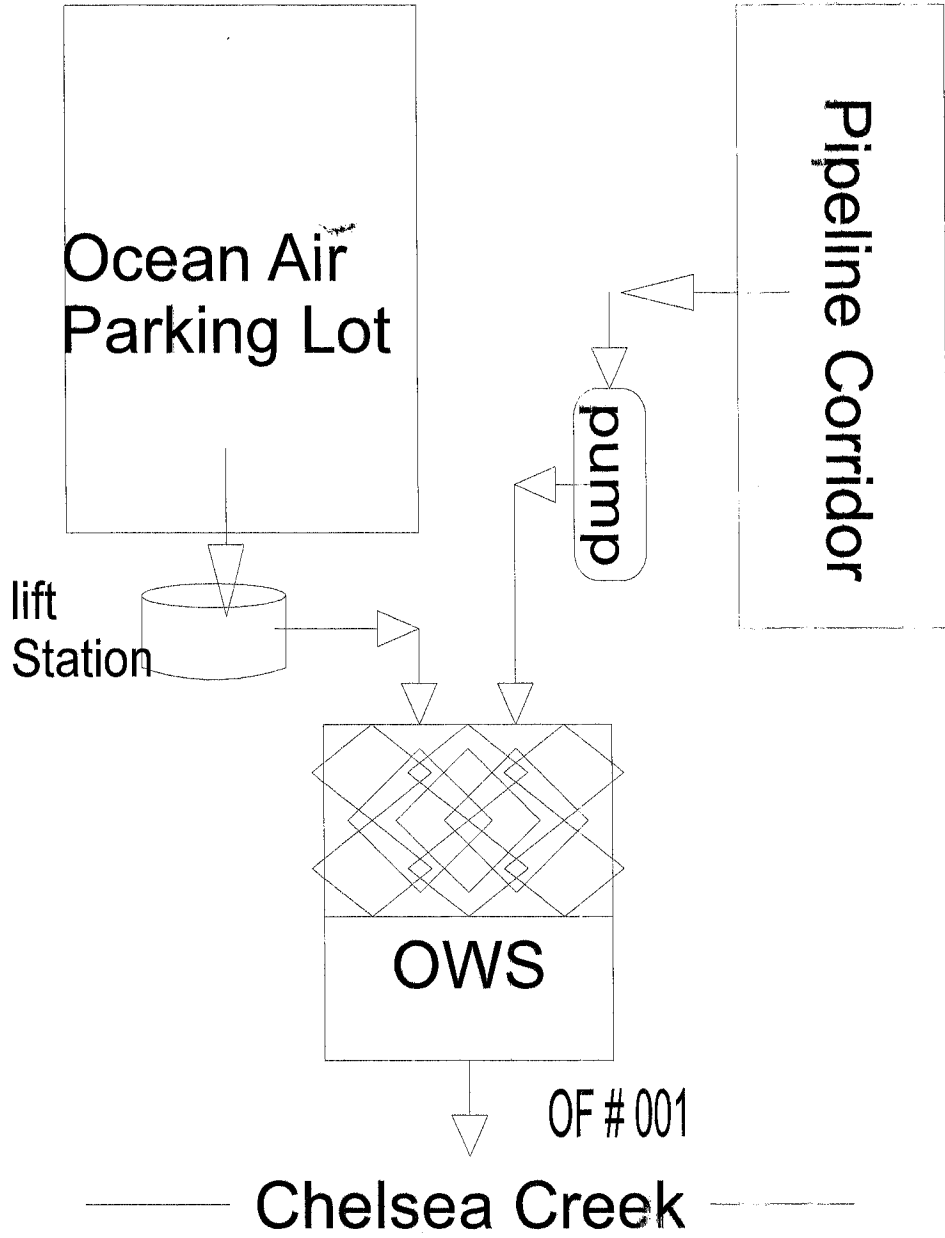 Ocean Air
Parking Lot
Pipeline Corridor
pump
lift
Station
OWS
OF # 001
Chelsea Creek